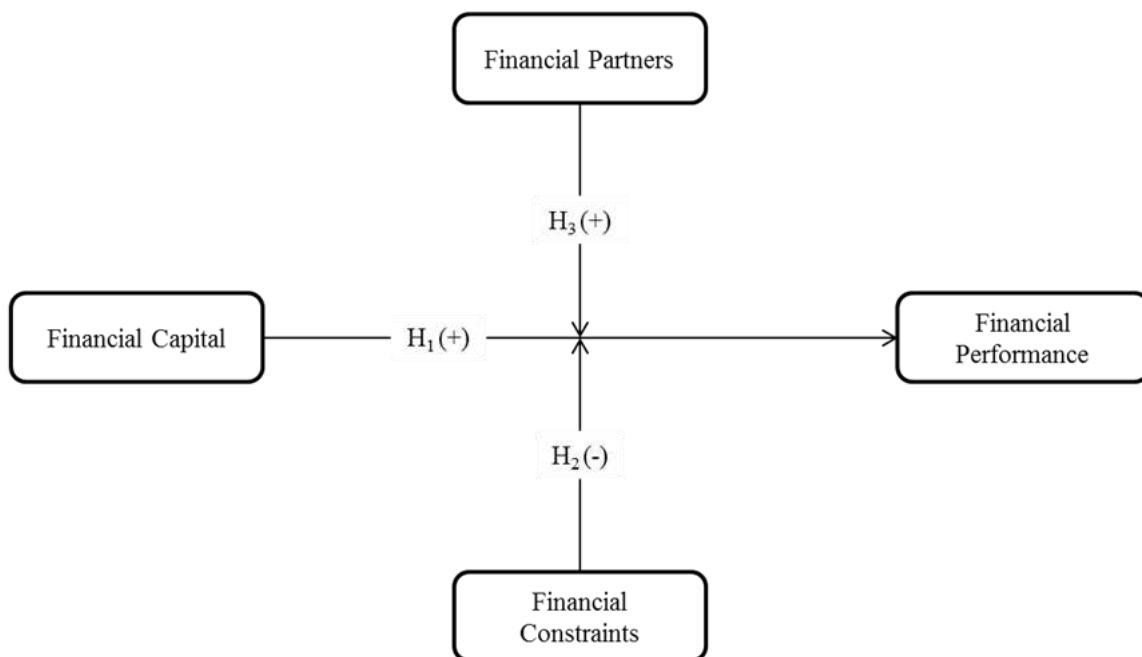 Financial Partners
H₃(+)
Financial Capital
H₁(+)
Financial
Performance
H₂(-)
Financial
Constraints